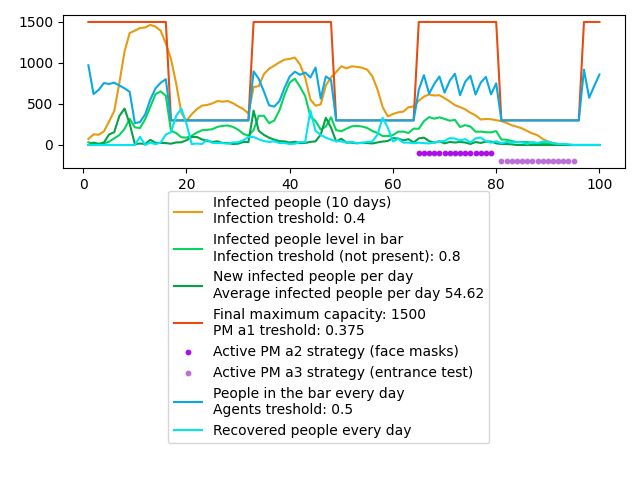 1500
1000
500
0
0
20
40
60
80
100
Infected people (10 days)
Infection treshold: 0.4
Infected people level in bar
Infection treshold (not present): 0.8
New infected people per day
Average infected people per day 54.62
Final maximum capacity: 1500
PM a1 treshold: 0.375
Active PM a2 strategy (face masks)
Active PM a3 strategy (entrance test)
People in the bar every day
Agents treshold: 0.5
Recovered people every day